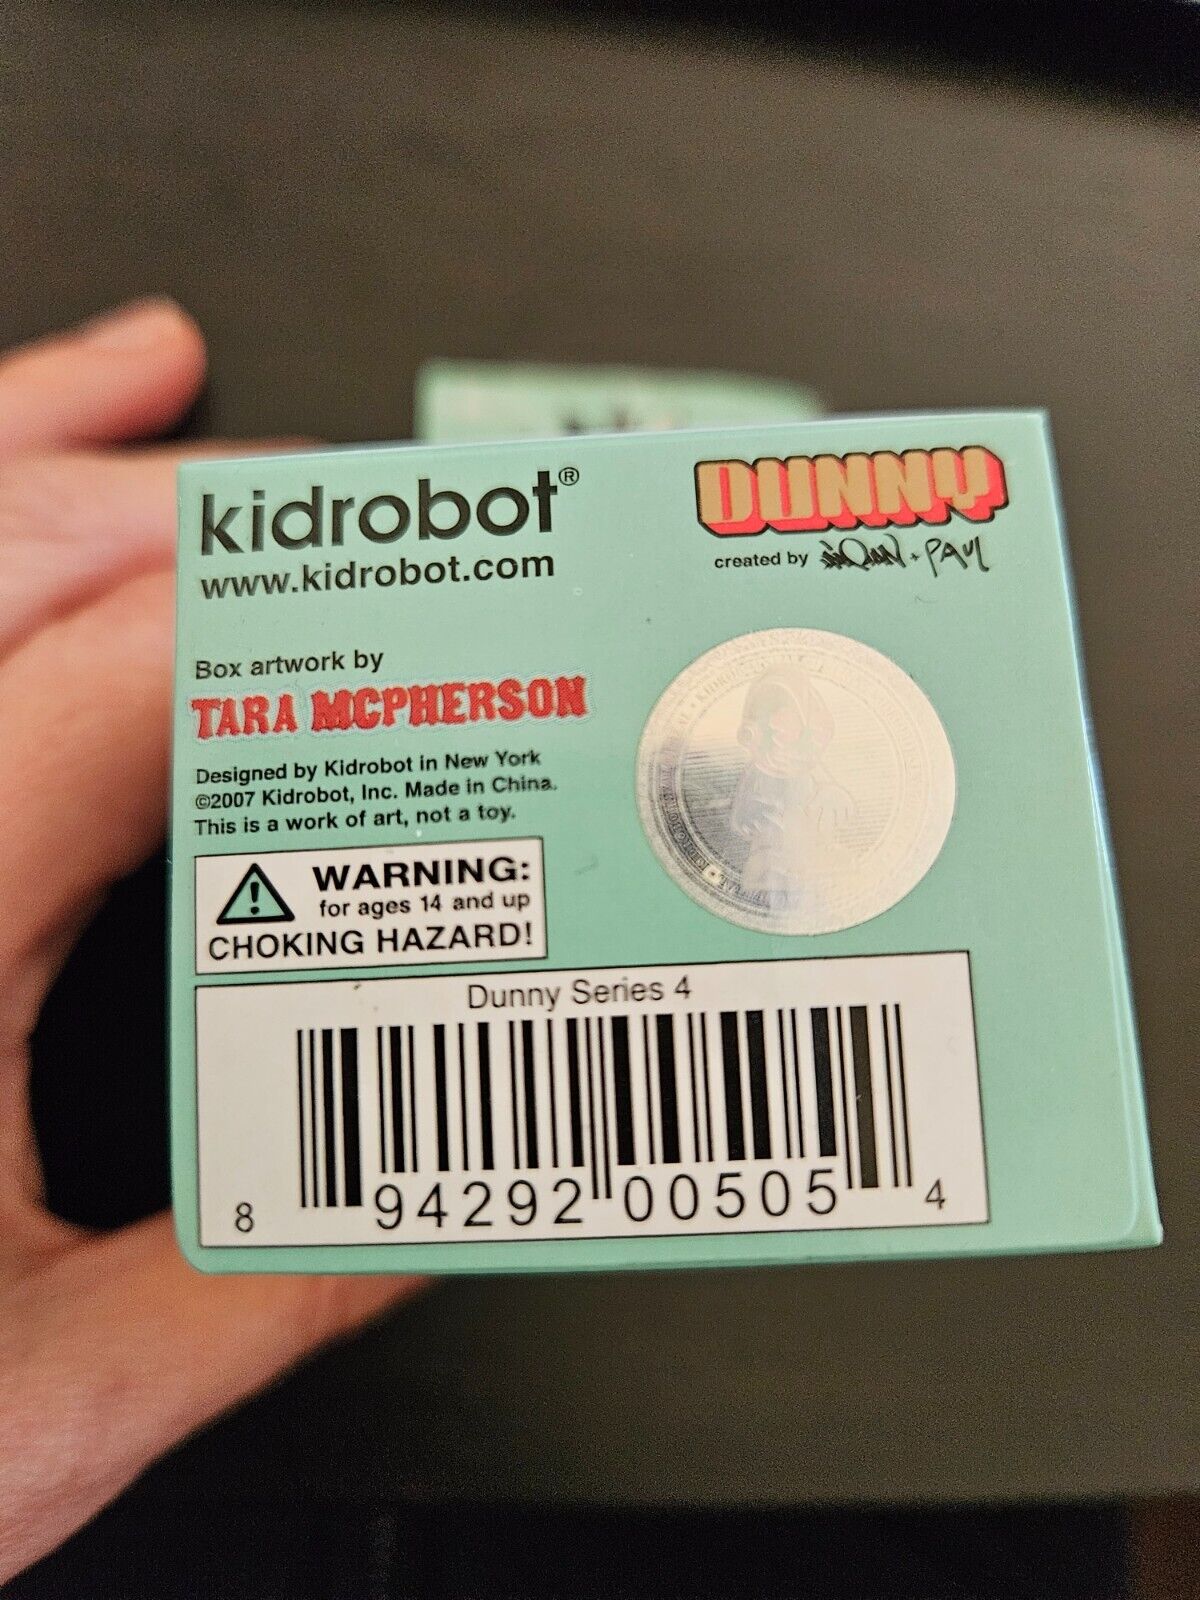 kidrobot®
www.kidrobot.com
DUNNY
created by
PAUL
Box artwork by
TARA MCPHERSON
Designed by Kidrobot in New York
©2007 Kidrobot, Inc. Made in China.
This is a work of art, not a toy.
WARNING:
for ages 14 and up
CHOKING HAZARD!
Dunny Series 4
8 94292 00505 4